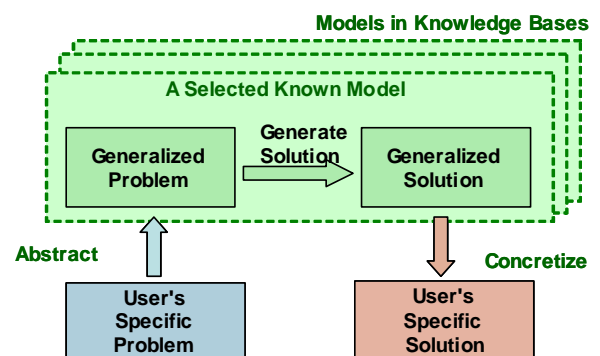 Models in Knowledge Bases
A Selected Known Model
Generalized
Problem
Generate
Solution
Generalized
Solution
Abstract
Concretize
User's
Specific
Problem
User's
Specific
Solution